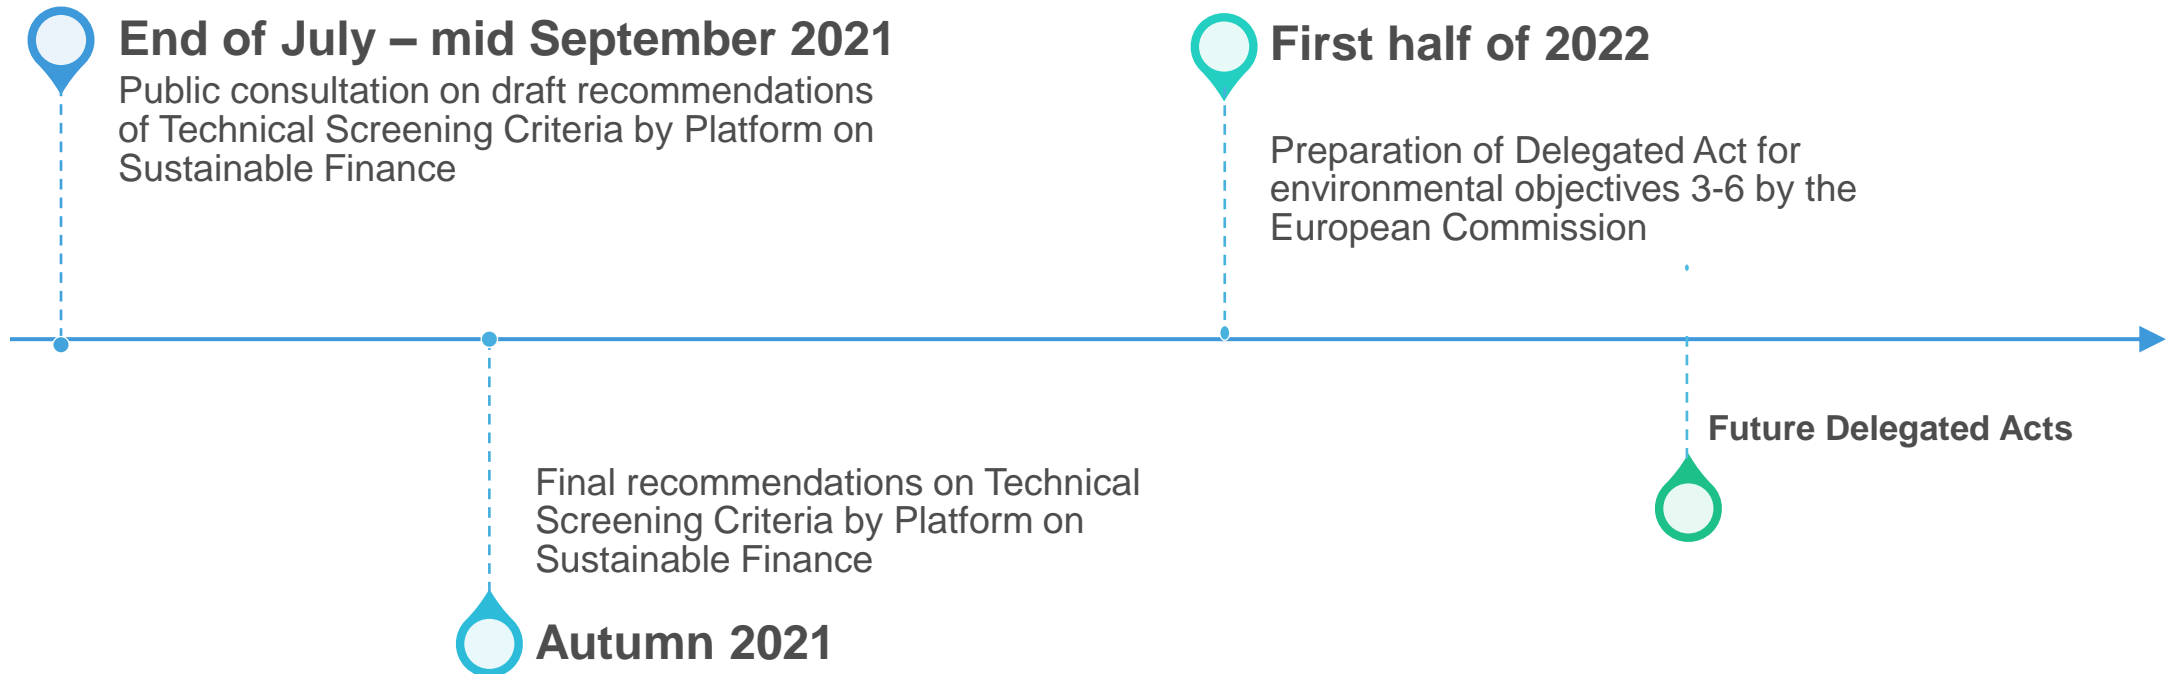 End of July – mid September 2021
Public consultation on draft recommendations
of Technical Screening Criteria by Platform on
Sustainable Finance
Final recommendations on Technical
Screening Criteria by Platform on
Sustainable Finance
Autumn 2021
First half of 2022
Preparation of Delegated Act for
environmental objectives 3-6 by the
European Commission
Future Delegated Acts